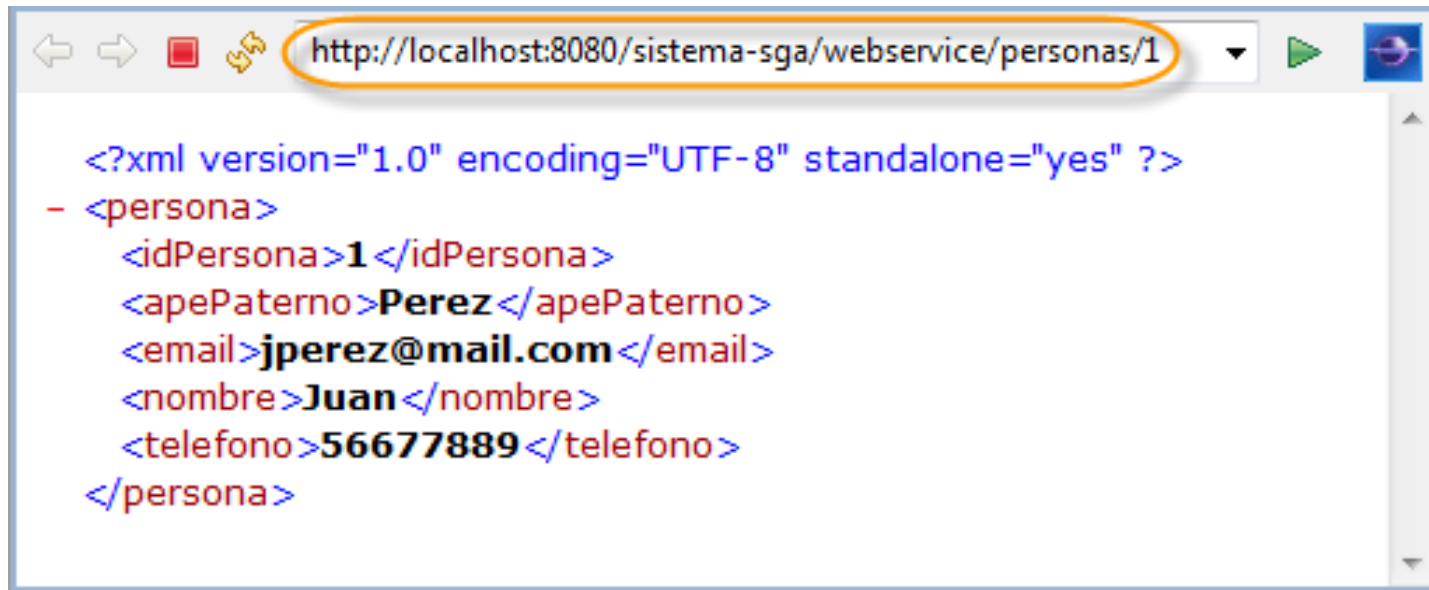 http://localhost:8080/sistema-sga/webservice/personas/1
<?xml version="1.0" encoding="UTF-8" standalone="yes" ?>
- <persona>
<idPersona>1</idPersona>
<apePaterno>Perez</apePaterno>
<email>jperez@mail.com</email>
<nombre>Juan</nombre>
<telefono>56677889</telefono>
</persona>